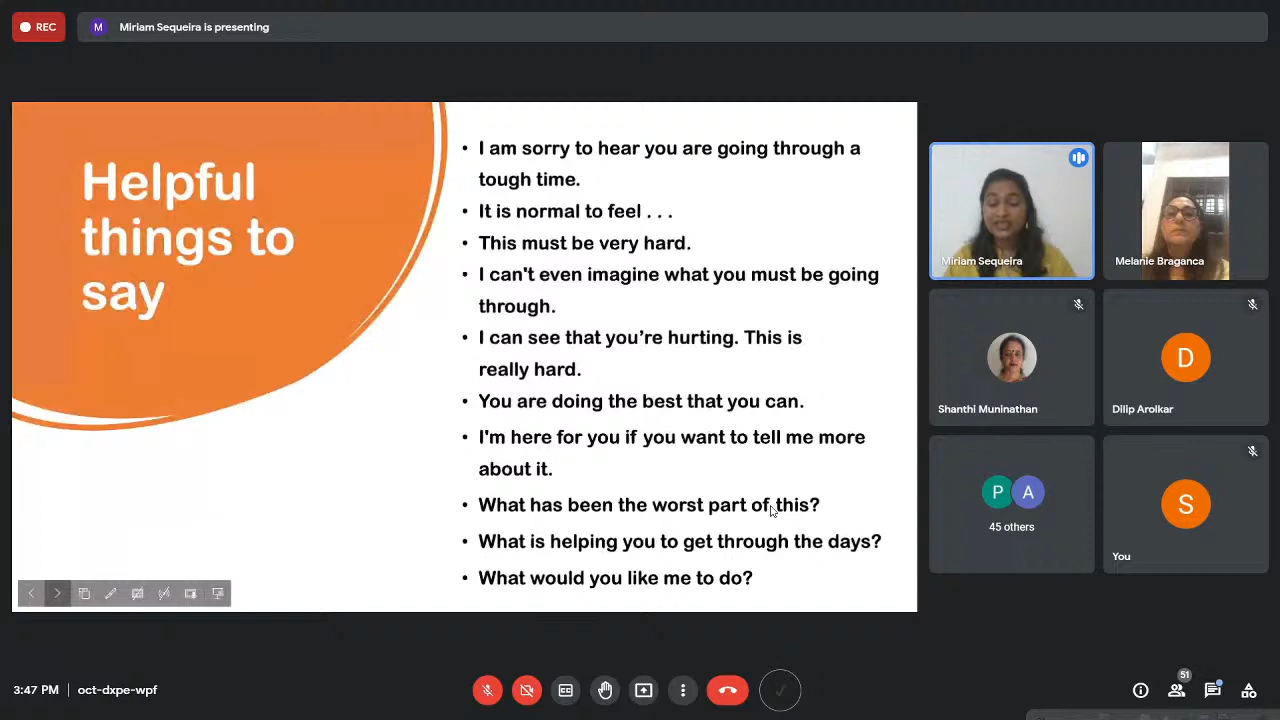 REC
M
Miriam Sequeira is presenting
Helpful
things to
say
• I am sorry to hear you are going through a
tough time.
• It is normal to feel . . .
• This must be very hard.
• I can't even imagine what you must be going
through.
• I can see that you’re hurting. This is
really hard.
• You are doing the best that you can.
• I'm here for you if you want to tell me more
about it.
• What has been the worst part of this?
• What is helping you to get through the days?
• What would you like me to do?
Miriam Sequeira
Melanie Braganca
Shanthi Muninathan
D
Dilip Arolkar
P A
45 others
S
You
3:47 PM | oct-dxpe-wpf
CC
51